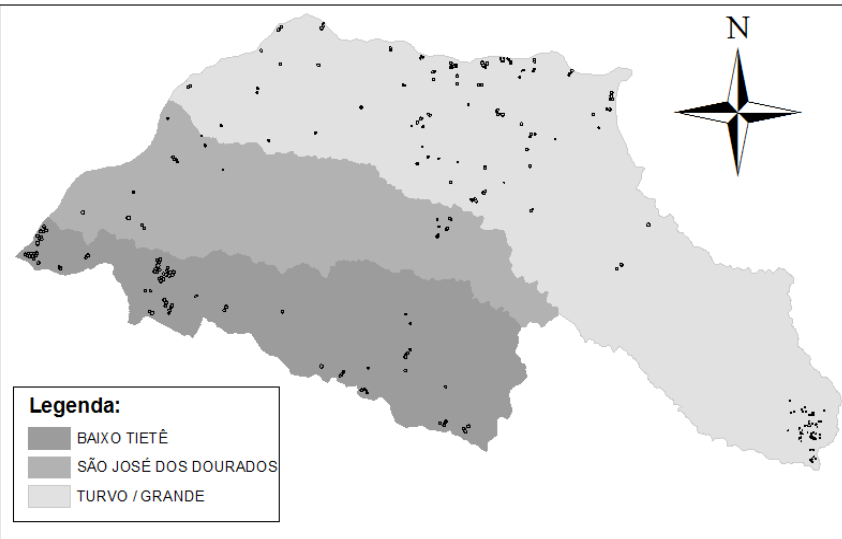 N
Legenda:
BAIXO TIETÊ
SÃO JOSÉ DOS DOURADOS
TURVO / GRANDE